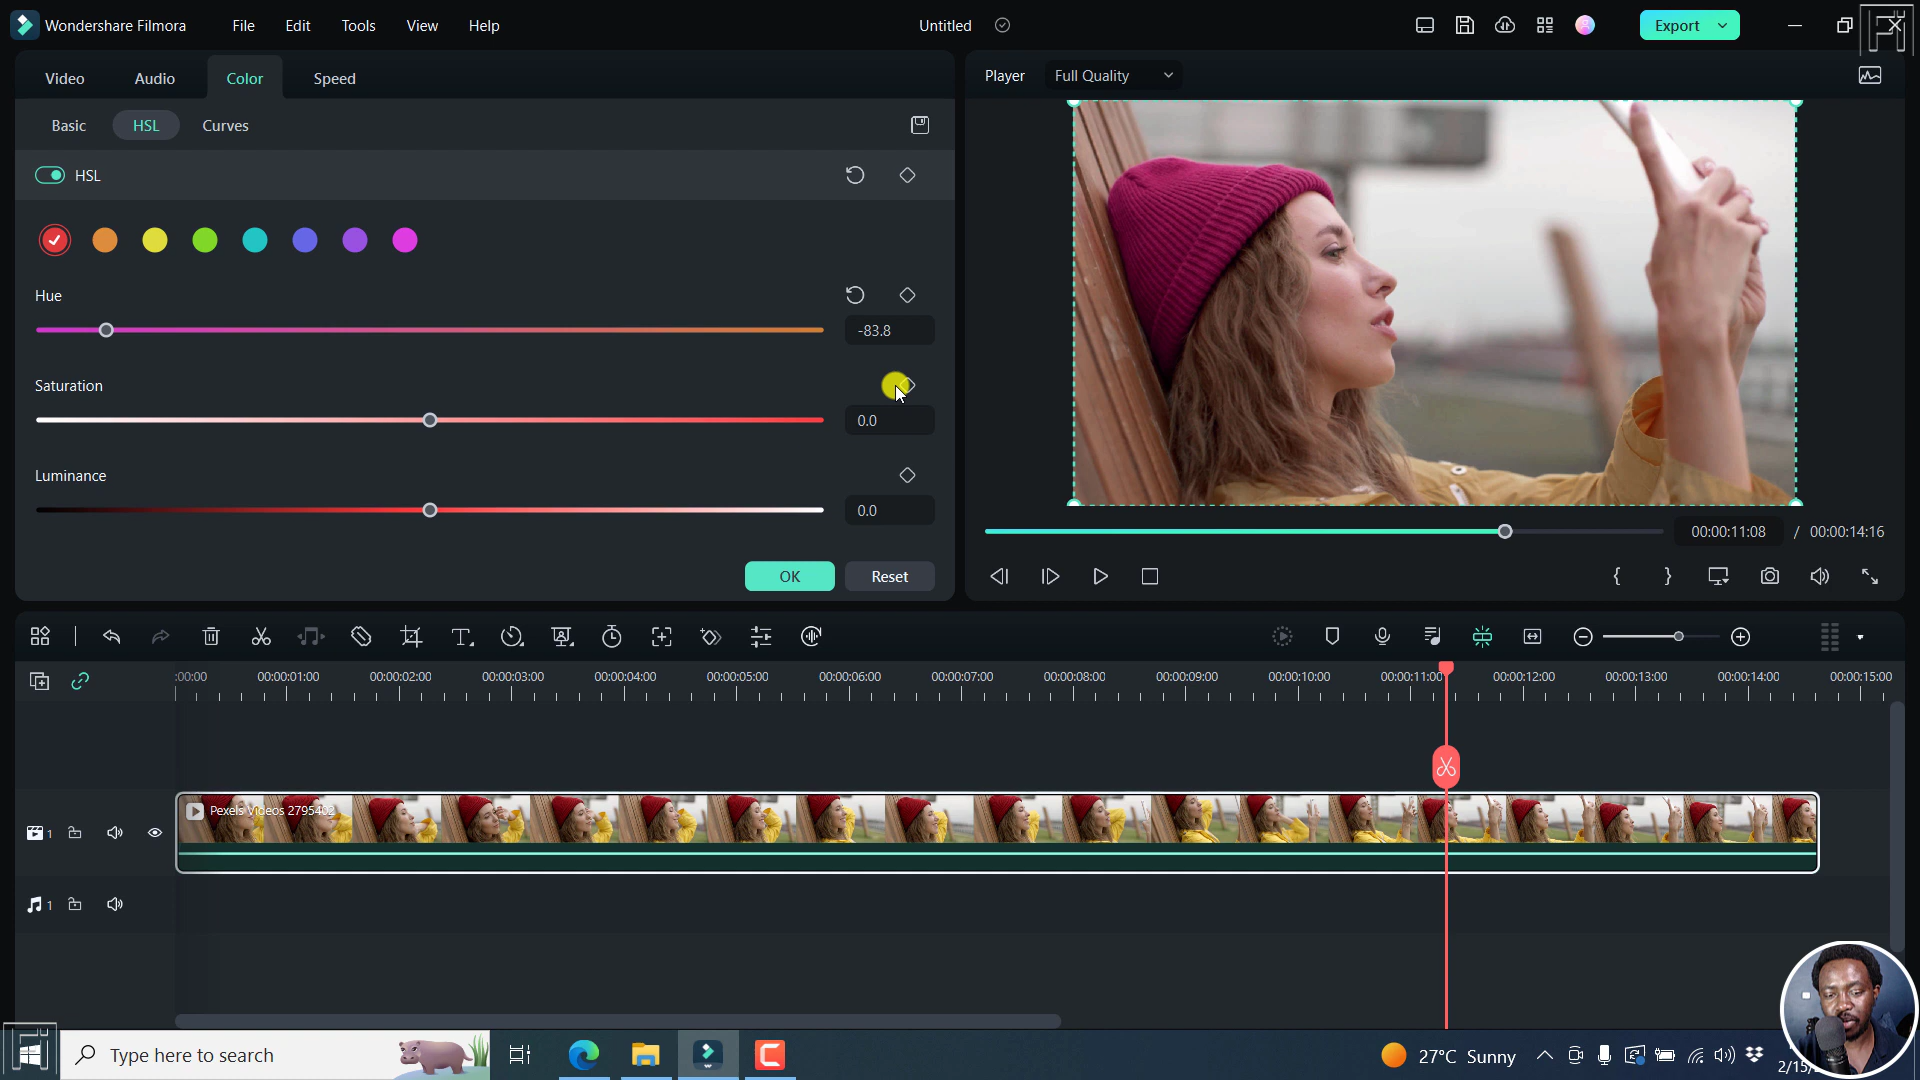 Wondershare Filmora File Edit Tools View Help Untitled Export
Video Audio Color Speed
Player Full Quality
Basic HSL Curves
HSL
Hue
-83.8
Saturation
0.0
Luminance
0.0
OK Reset
00:00:11:08 / 00:00:14:16
:00:00 00:00:01:00 00:00:02:00 00:00:03:00 00:00:04:00 00:00:05:00 00:00:06:00 00:00:07:00 00:00:08:00 00:00:09:00 00:00:10:00 00:00:11:00 00:00:12:00 00:00:13:00 00:00:14:00 00:00:15:00
Pexels Videos 2795402
1
1
Type here to search
27°C Sunny
2/15/